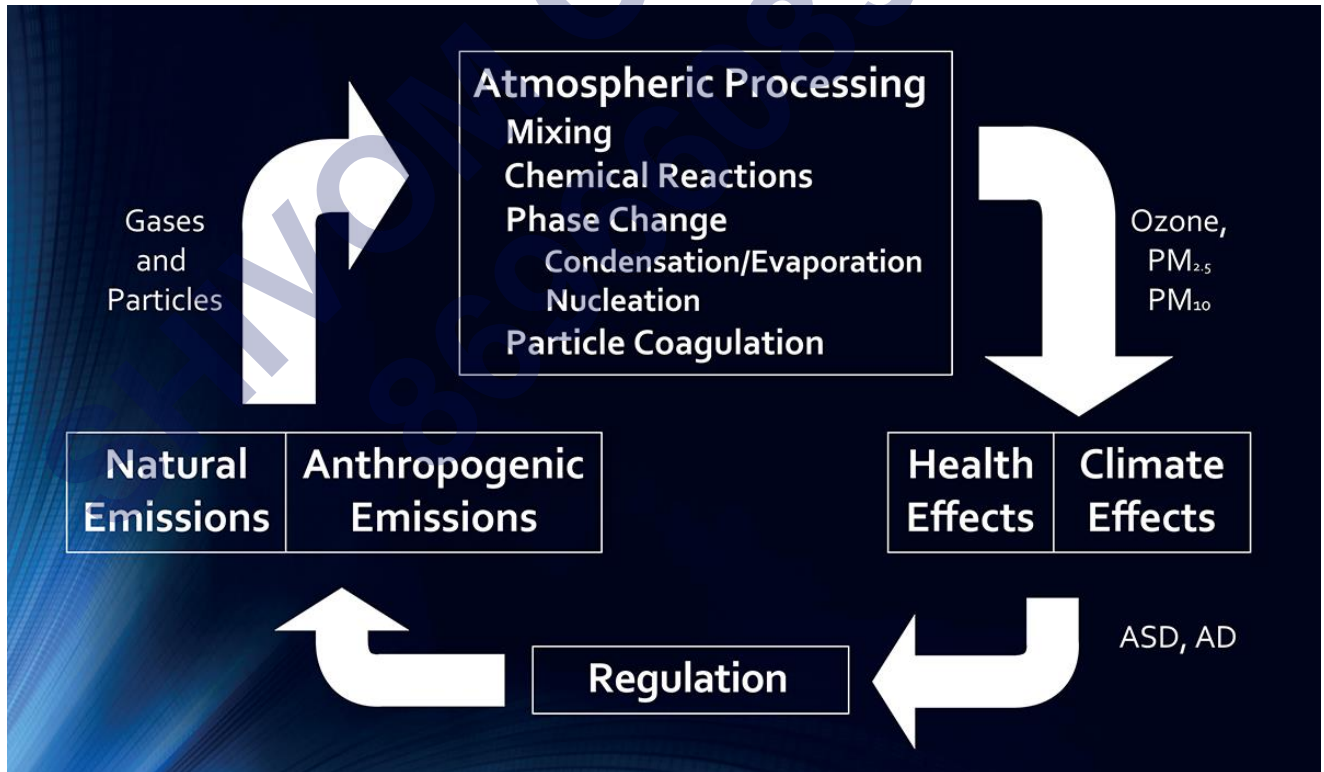 Atmospheric Processing
Mixing
Chemical Reactions
Phase Change
Condensation/Evaporation
Nucleation
Particle Coagulation
Gases
and
Particles
Ozone,
PM₂.₅
PM₁₀
Natural
Emissions
Anthropogenic
Emissions
Health
Effects
Climate
Effects
ASD, AD
Regulation
SHIVOM